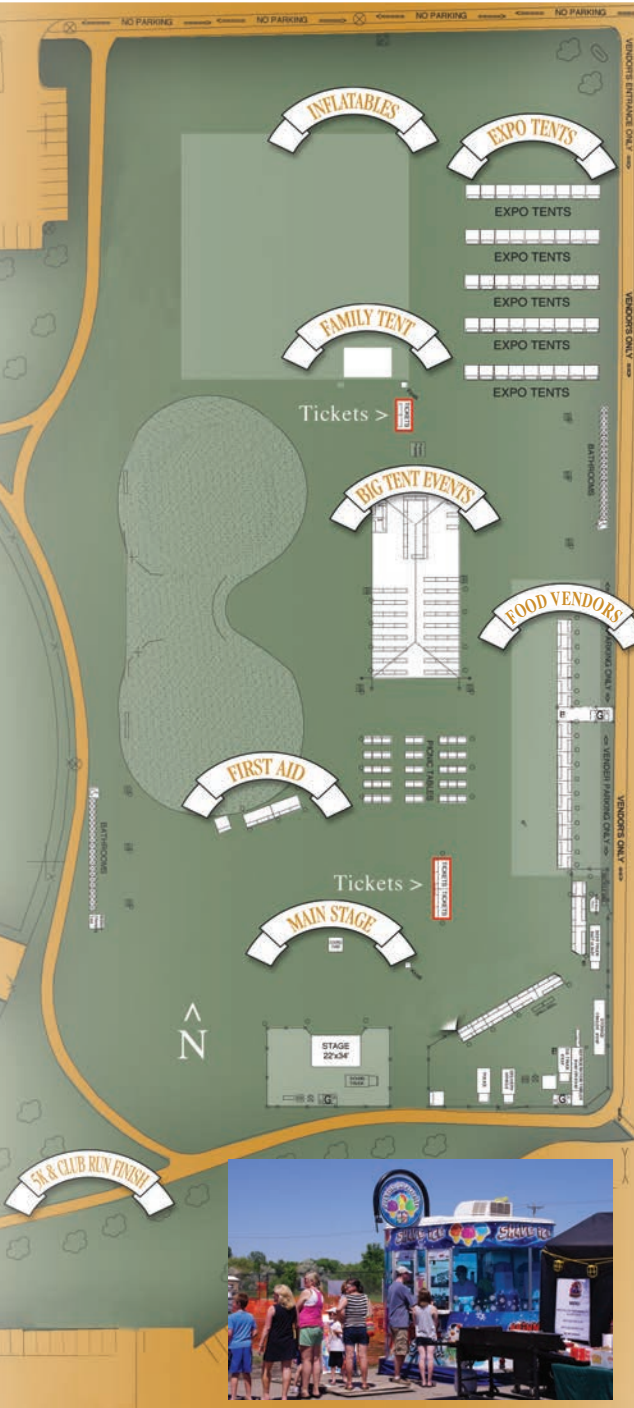 NO PARKING
NO PARKING
NO PARKING
NO PARKING
VENDORS ENTRANCE ONLY
INFLATABLES
EXPO TENTS
EXPO TENTS
EXPO TENTS
EXPO TENTS
EXPO TENTS
EXPO TENTS
VENDORS ONLY
FAMILY TENT
Tickets >
TICKETS
BATHROOMS
BIG TENT EVENTS
FOOD VENDORS
PARKING ONLY
G
PICNIC TABLES
FIRST AID
VENDER PARKING ONLY
VENDORS ONLY
BATHROOMS
Tickets >
TICKETS TICKETS
MAIN STAGE
^
N
STAGE
22'x34'
G
G
5K & CLUB RUN FINISH
SHAVE ICE